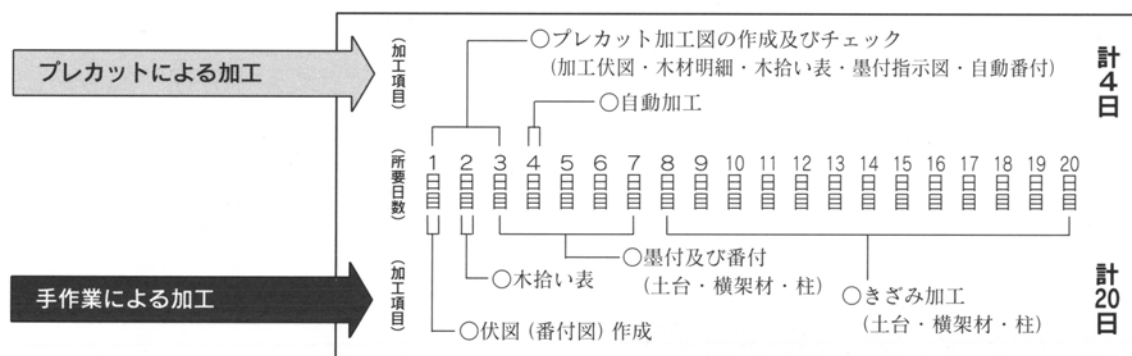 プレカットによる加工
(加工項目)
○プレカット加工図の作成及びチェック
(加工伏図・木材明細・木拾い表・墨付指示図・自動番付)
○自動加工
計4日
(所要日数)
1日目 2日目 3日目 4日目 5日目 6日目 7日目 8日目 9日目 10日目 11日目 12日目 13日目 14日目 15日目 16日目 17日目 18日目 19日目 20日目
手作業による加工
(加工項目)
○墨付及び番付
(土台・横架材・柱)
○木拾い表
○きざみ加工
(土台・横架材・柱)
○伏図(番付図)作成
計20日